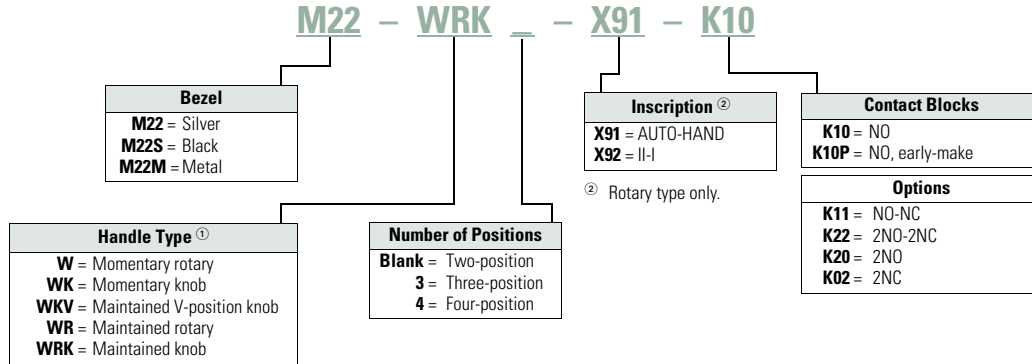 M22 – WRK _ – X91 – K10
Bezel
M22 = Silver
M22S = Black
M22M = Metal
Inscription ②
X91 = AUTO-HAND
X92 = II-I
② Rotary type only.
Contact Blocks
K10 = NO
K10P = NO, early-make
Options
K11 = NO-NC
K22 = 2NO-2NC
K20 = 2NO
K02 = 2NC
Handle Type ①
W = Momentary rotary
WK = Momentary knob
WKV = Maintained V-position knob
WR = Maintained rotary
WRK = Maintained knob
Number of Positions
Blank = Two-position
3 = Three-position
4 = Four-position